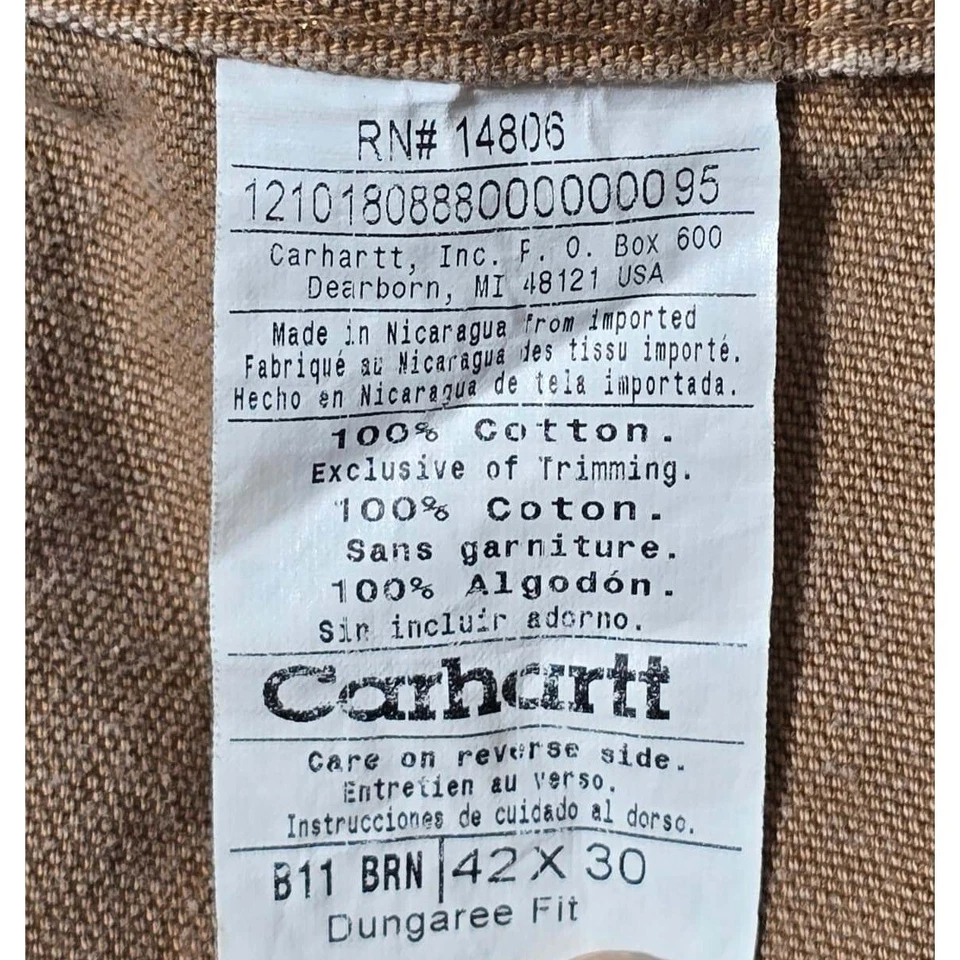 RN# 14806
12101808880000000095
Carhartt, Inc. P. O. Box 600
Dearborn, MI 48121 USA
Made in Nicaragua from imported
Fabriqué au Nicaragua des tissu importé.
Hecho en Nicaragua de tela importada.
100% Cotton.
Exclusive of Trimming.
100% Coton.
Sans garniture.
100% Algodón.
Sin incluir adorno.
Carhartt
Care on reverse side.
Entretien au verso.
Instrucciones de cuidado al dorso.
B11 BRN 42 X 30
Dungaree Fit